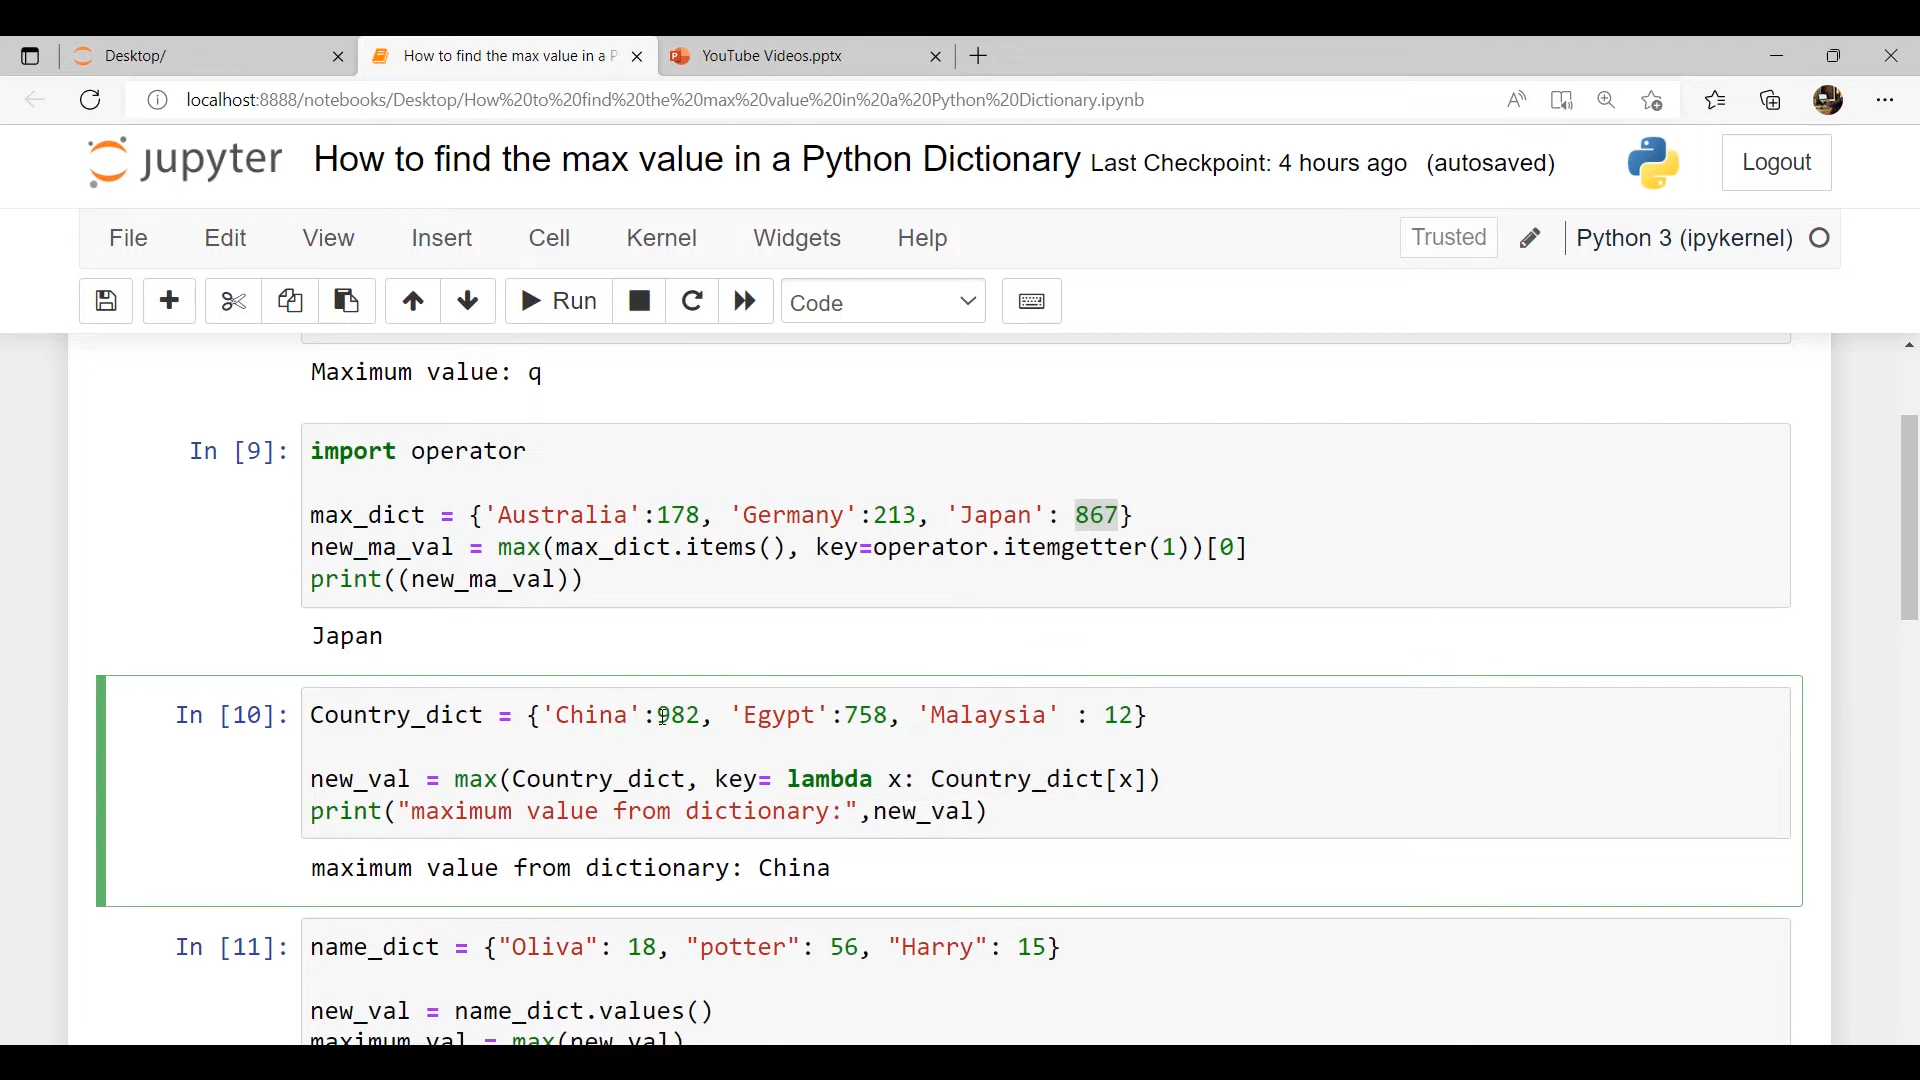 Desktop/
How to find the max value in a P
YouTube Videos.pptx
localhost:8888/notebooks/Desktop/How%20to%20find%20the%20max%20value%20in%20a%20Python%20Dictionary.ipynb
jupyter How to find the max value in a Python Dictionary Last Checkpoint: 4 hours ago (autosaved) Logout
File Edit View Insert Cell Kernel Widgets Help Trusted Python 3 (ipykernel)
Run Code
Maximum value: q
In [9]: import operator
max_dict = {'Australia':178, 'Germany':213, 'Japan': 867}
new_ma_val = max(max_dict.items(), key=operator.itemgetter(1))[0]
print((new_ma_val))
Japan
In [10]: Country_dict = {'China':982, 'Egypt':758, 'Malaysia' : 12}
new_val = max(Country_dict, key= lambda x: Country_dict[x])
print("maximum value from dictionary:",new_val)
maximum value from dictionary: China
In [11]: name_dict = {"Oliva": 18, "potter": 56, "Harry": 15}
new_val = name_dict.values()
maximum_val = max(new_val)